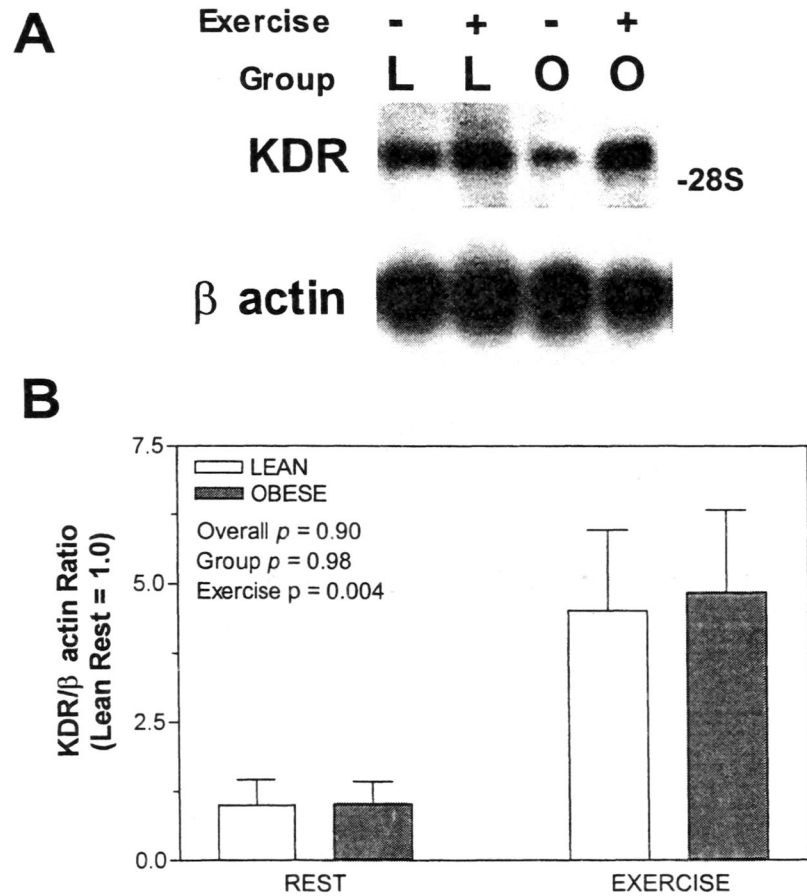 A
Exercise - + - +
Group L L O O
KDR
-28S
β actin
B
7.5
5.0
2.5
0.0
KDR/β actin Ratio
(Lean Rest = 1.0)
LEAN
OBESE
Overall p = 0.90
Group p = 0.98
Exercise p = 0.004
REST
EXERCISE